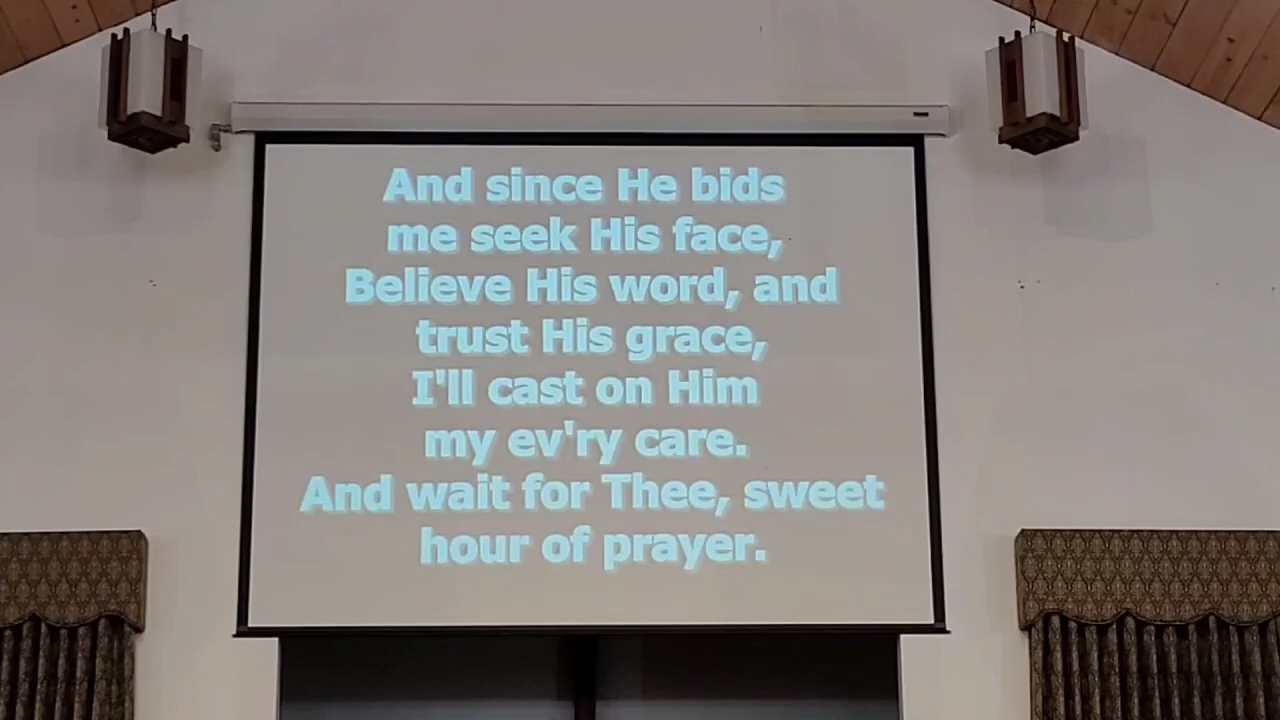 And since He bids
me seek His face,
Believe His word, and
trust His grace,
I'll cast on Him
my ev'ry care.
And wait for Thee, sweet
hour of prayer.